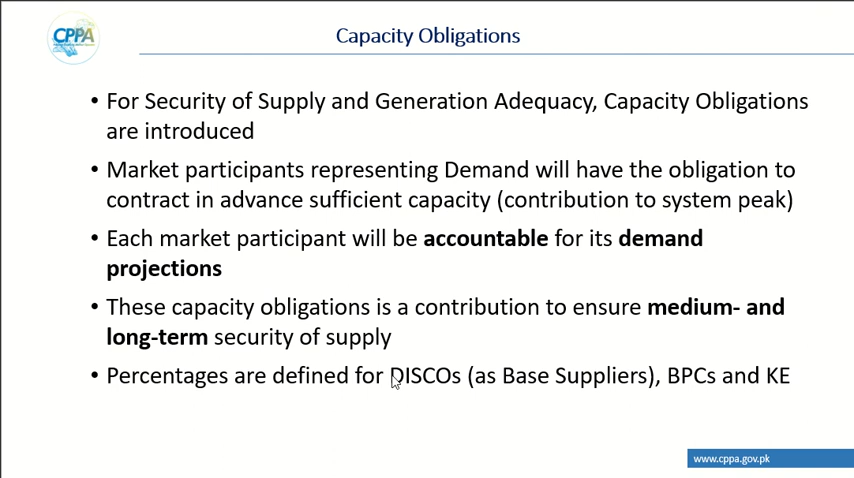 CPPA
Capacity Obligations
• For Security of Supply and Generation Adequacy, Capacity Obligations
are introduced
• Market participants representing Demand will have the obligation to
contract in advance sufficient capacity (contribution to system peak)
• Each market participant will be accountable for its demand
projections
• These capacity obligations is a contribution to ensure medium- and
long-term security of supply
• Percentages are defined for DISCOs (as Base Suppliers), BPCs and KE
www.cppa.gov.pk